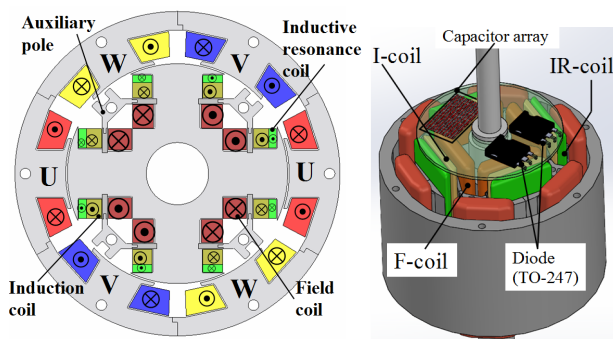 Auxiliary
pole
W
V
Inductive
resonance
coil
U
U
Induction
coil
V
W
Field
coil
Capacitor array
I-coil
IR-coil
F-coil
Diode
(TO-247)